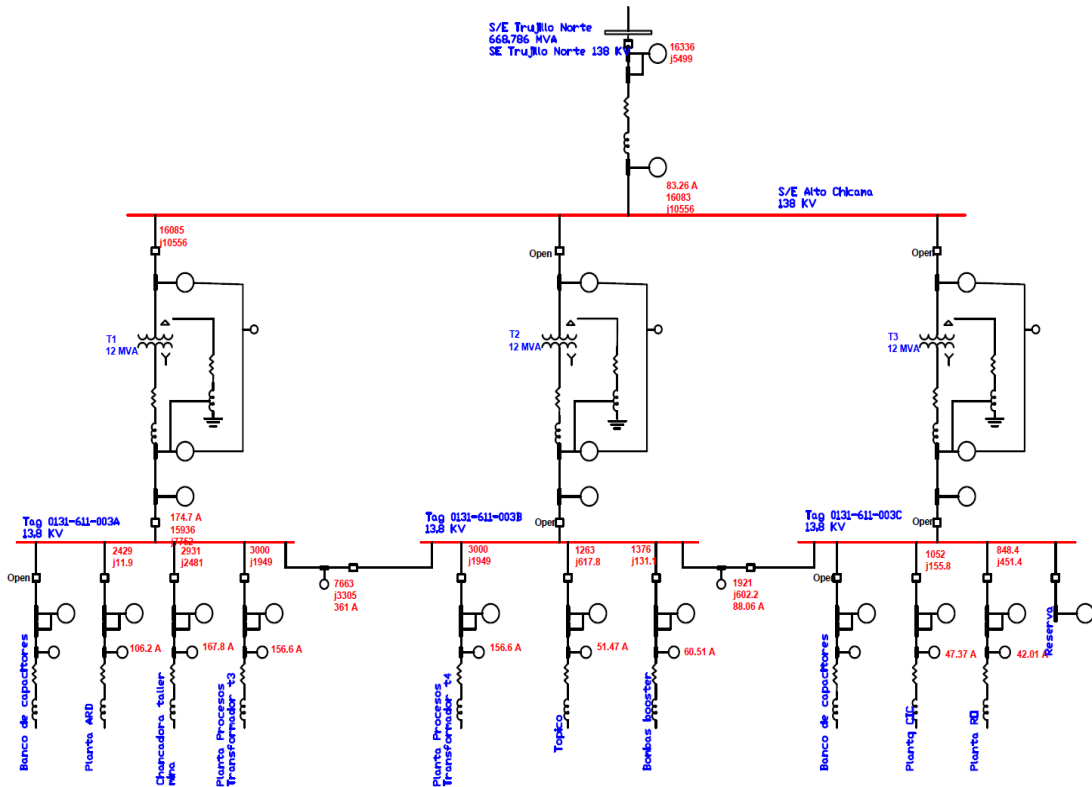 S/E Trujillo Norte
668,786 MVA
SE Trujillo Norte 138 KV
16336
j5499
83.26 A
16083
j10556
S/E Alto Chicama
138 KV
16085
j10556
Open
Open
T1
12 MVA
T2
12 MVA
T3
12 MVA
Tag 0131-611-003A
13,8 KV
174.7 A
15936
j7752
Tag 0131-611-003B
13,8 KV
Open
Tag 0131-611-003C
13,8 KV
Open
2429
j11.9
2931
j2481
3000
j1949
7663
j3305
361 A
3000
j1949
1263
j617.8
1376
j131.1
1921
j602.2
88.06 A
1052
j155.8
848.4
j451.4
Open
Open
106.2 A
167.8 A
156.6 A
156.6 A
51.47 A
60.51 A
47.37 A
42.01 A
Banco de capacitores
Planta ARD
Chancadora taller
mina
Planta Procesos
Transformador t3
Planta Procesos
Transformador t4
Topico
Bombas booster
Banco de capacitores
Planta CIC
Planta RO
Reserva